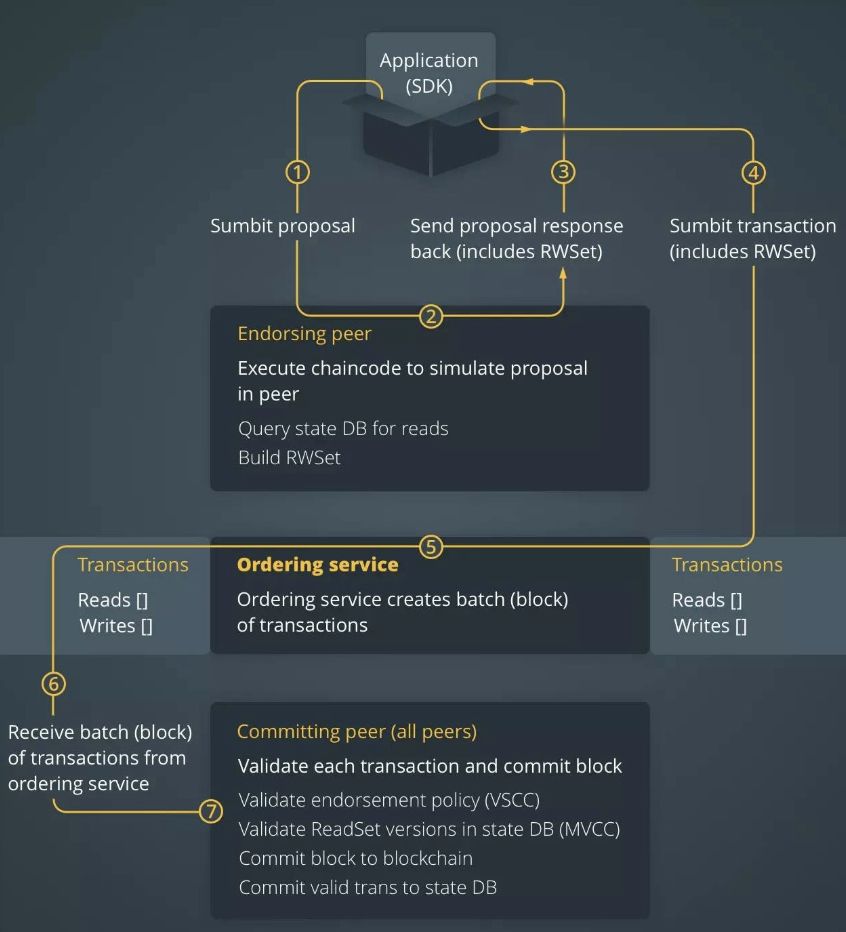 Application
(SDK)
1
3
4
Sumbit proposal
Send proposal response
back (includes RWSet)
Sumbit transaction
(includes RWSet)
2
Endorsing peer
Execute chaincode to simulate proposal
in peer
Query state DB for reads
Build RWSet
5
Transactions
Reads []
Writes []
Ordering service
Ordering service creates batch (block)
of transactions
Transactions
Reads []
Writes []
6
Receive batch (block)
of transactions from
ordering service
7
Committing peer (all peers)
Validate each transaction and commit block
Validate endorsement policy (VSCC)
Validate ReadSet versions in state DB (MVCC)
Commit block to blockchain
Commit valid trans to state DB